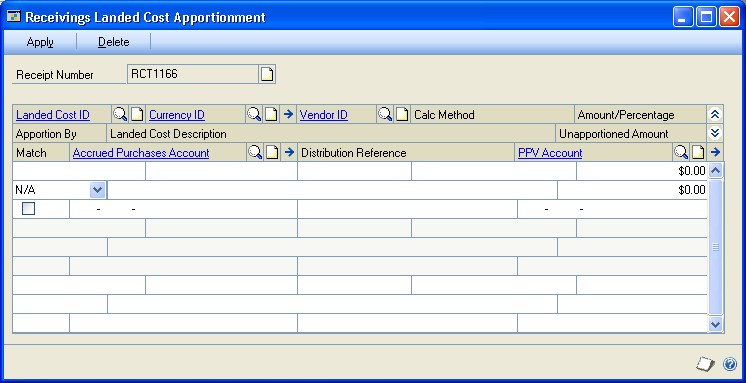 Receivings Landed Cost Apportionment
Apply Delete
Receipt Number RCT1166
Landed Cost ID Currency ID Vendor ID Calc Method Amount/Percentage
Apportion By Landed Cost Description Unapportioned Amount
Match Accrued Purchases Account Distribution Reference PPV Account
$0.00
N/A $0.00
- - - -